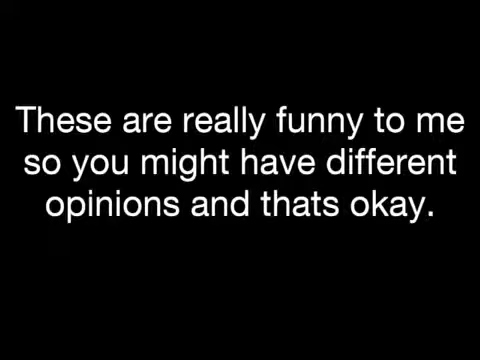 These are really funny to me
so you might have different
opinions and thats okay.